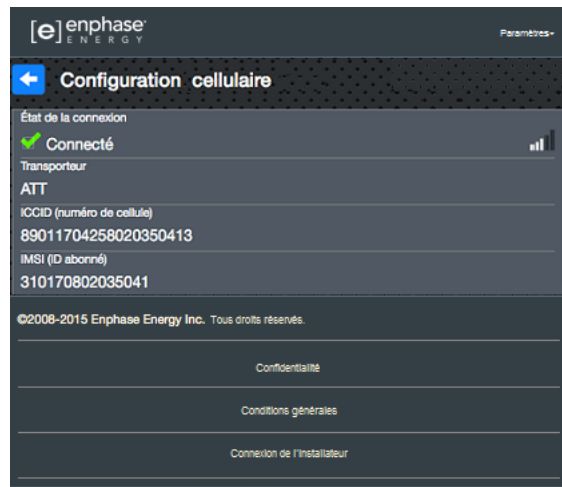 [e] enphase
ENERGY
Paramètres
Configuration cellulaire
État de la connexion
Connecté
Transporteur
ATT
ICCID (numéro de cellule)
89011704258020350413
IMSI (ID abonné)
310170802035041
©2008-2015 Enphase Energy Inc. Tous droits réservés.
Confidentialité
Conditions générales
Connexion de l'Installateur